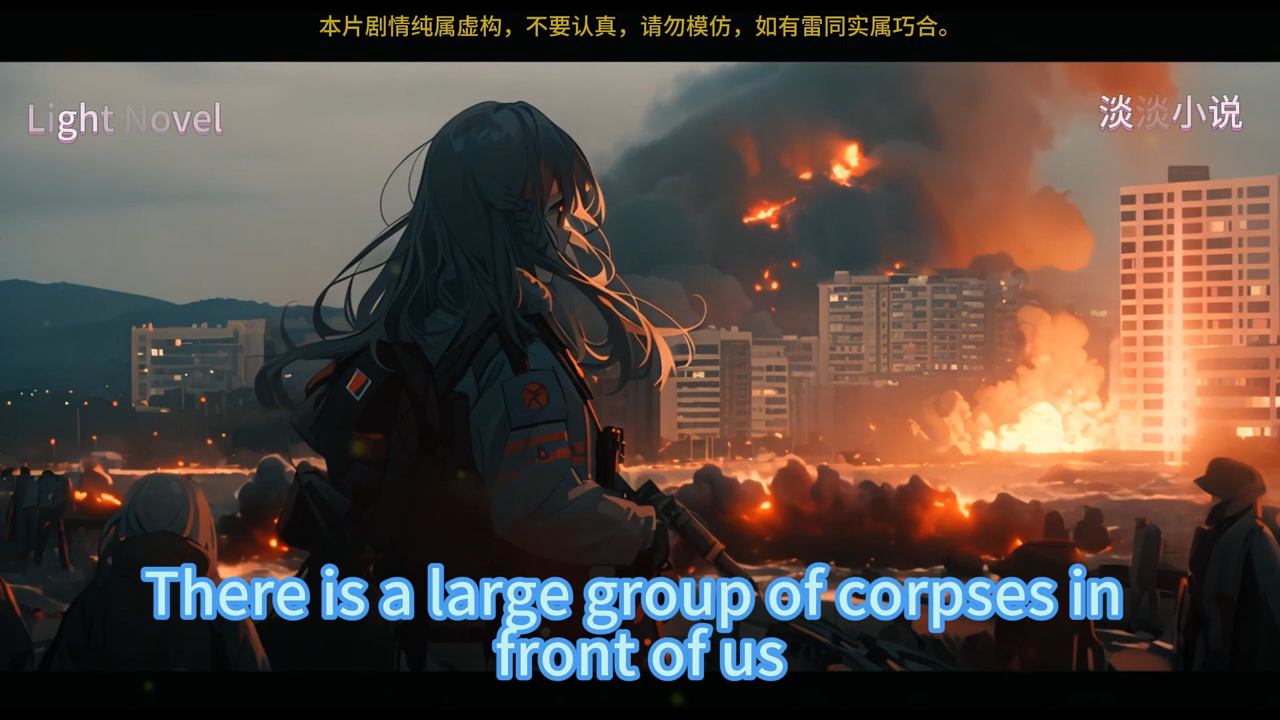 本片剧情纯属虚构，不要认真，请勿模仿，如有雷同实属巧合。
Light Novel
淡淡小说
There is a large group of corpses in
front of us